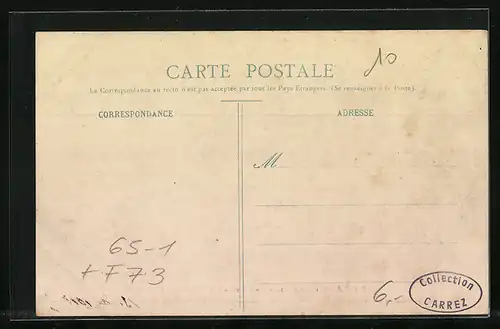 10
CARTE POSTALE
La Correspondance au recto n'est pas acceptée par tous les Pays Etrangers. (Se renseigner à la Poste).
CORRESPONDANCE
ADRESSE
M
65-1
+F73
6,-
Collection
CARREZ